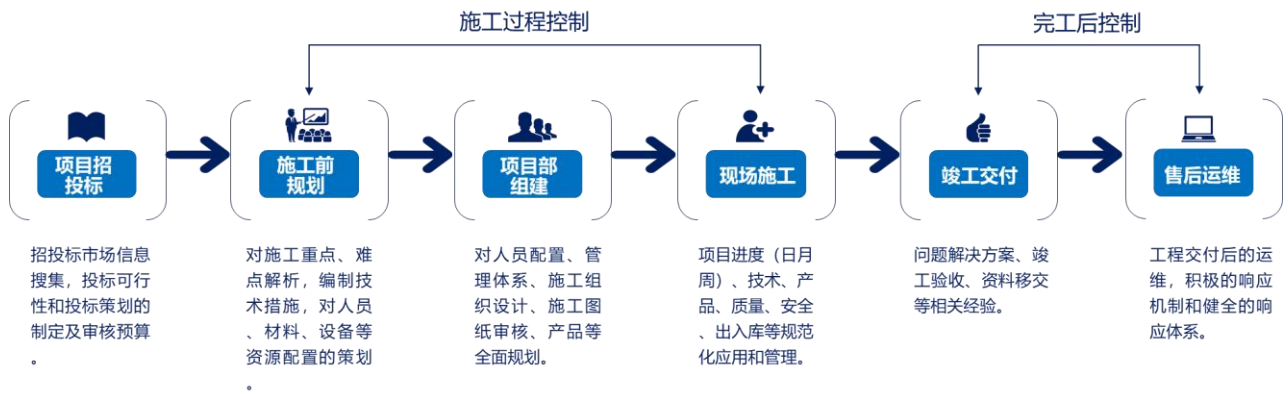 施工过程控制
完工后控制
项目招
投标
施工前
规划
项目部
组建
现场施工
竣工交付
售后运维
招投标市场信息
搜集，投标可行
性和投标策划的
制定及审核预算
。
对施工重点、难
点解析，编制技
术措施，对人员
、材料、设备等
资源配置的策划
。
对人员配置、管
理体系、施工组
织设计、施工图
纸审核、产品等
全面规划。
项目进度（日月
周）、技术、产
品、质量、安全
、出入库等规范
化应用和管理。
问题解决方案、竣
工验收、资料移交
等相关经验。
工程交付后的运
维，积极的响应
机制和健全的响
应体系。